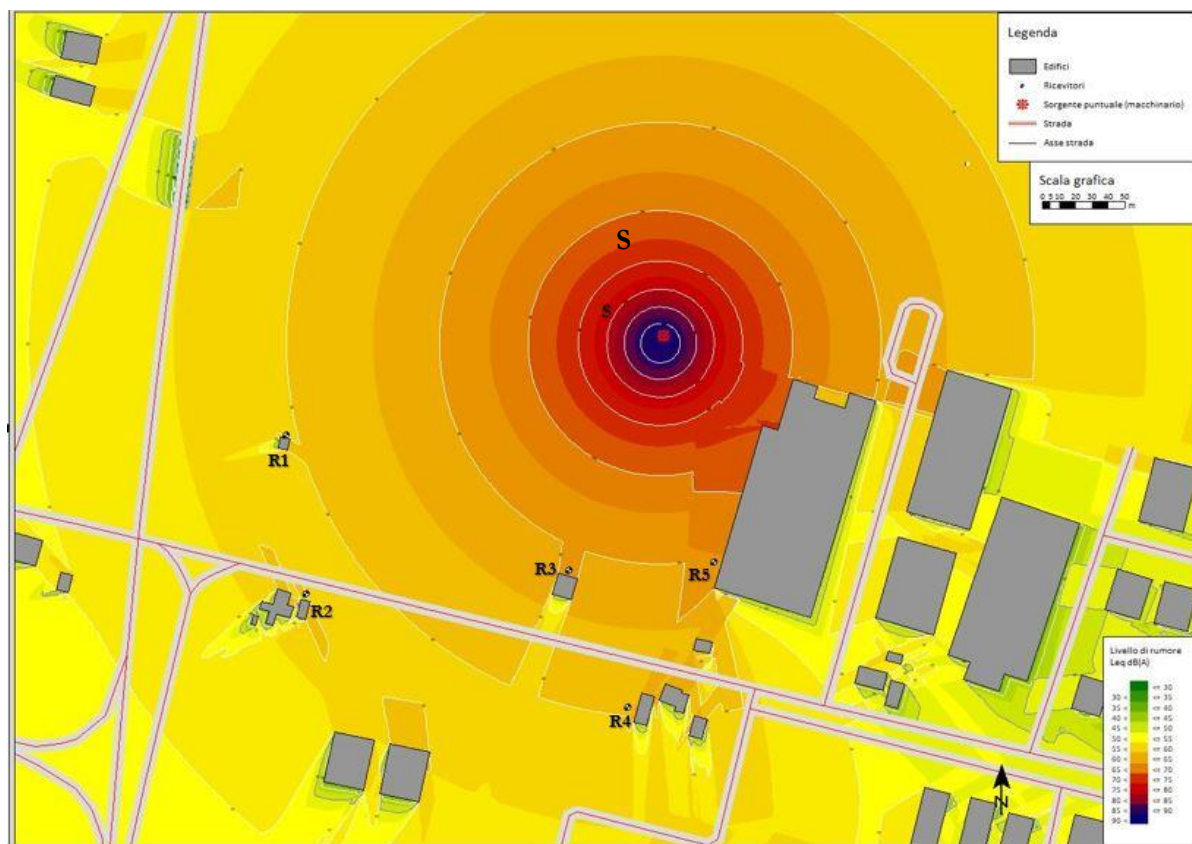 Legenda
Edifici
Ricevitori
Sorgente puntuale (macchinario)
Strada
Asse strada
Scala grafica
0 5 10 20 30 40 50
m
S
S
R1
R2
R3
R4
R5
N
Livello di rumore
Leq dB(A)
<= 30
30 < <= 35
35 < <= 40
40 < <= 45
45 < <= 50
50 < <= 55
55 < <= 60
60 < <= 65
65 < <= 70
70 < <= 75
75 < <= 80
80 < <= 85
85 < <= 90
90 <